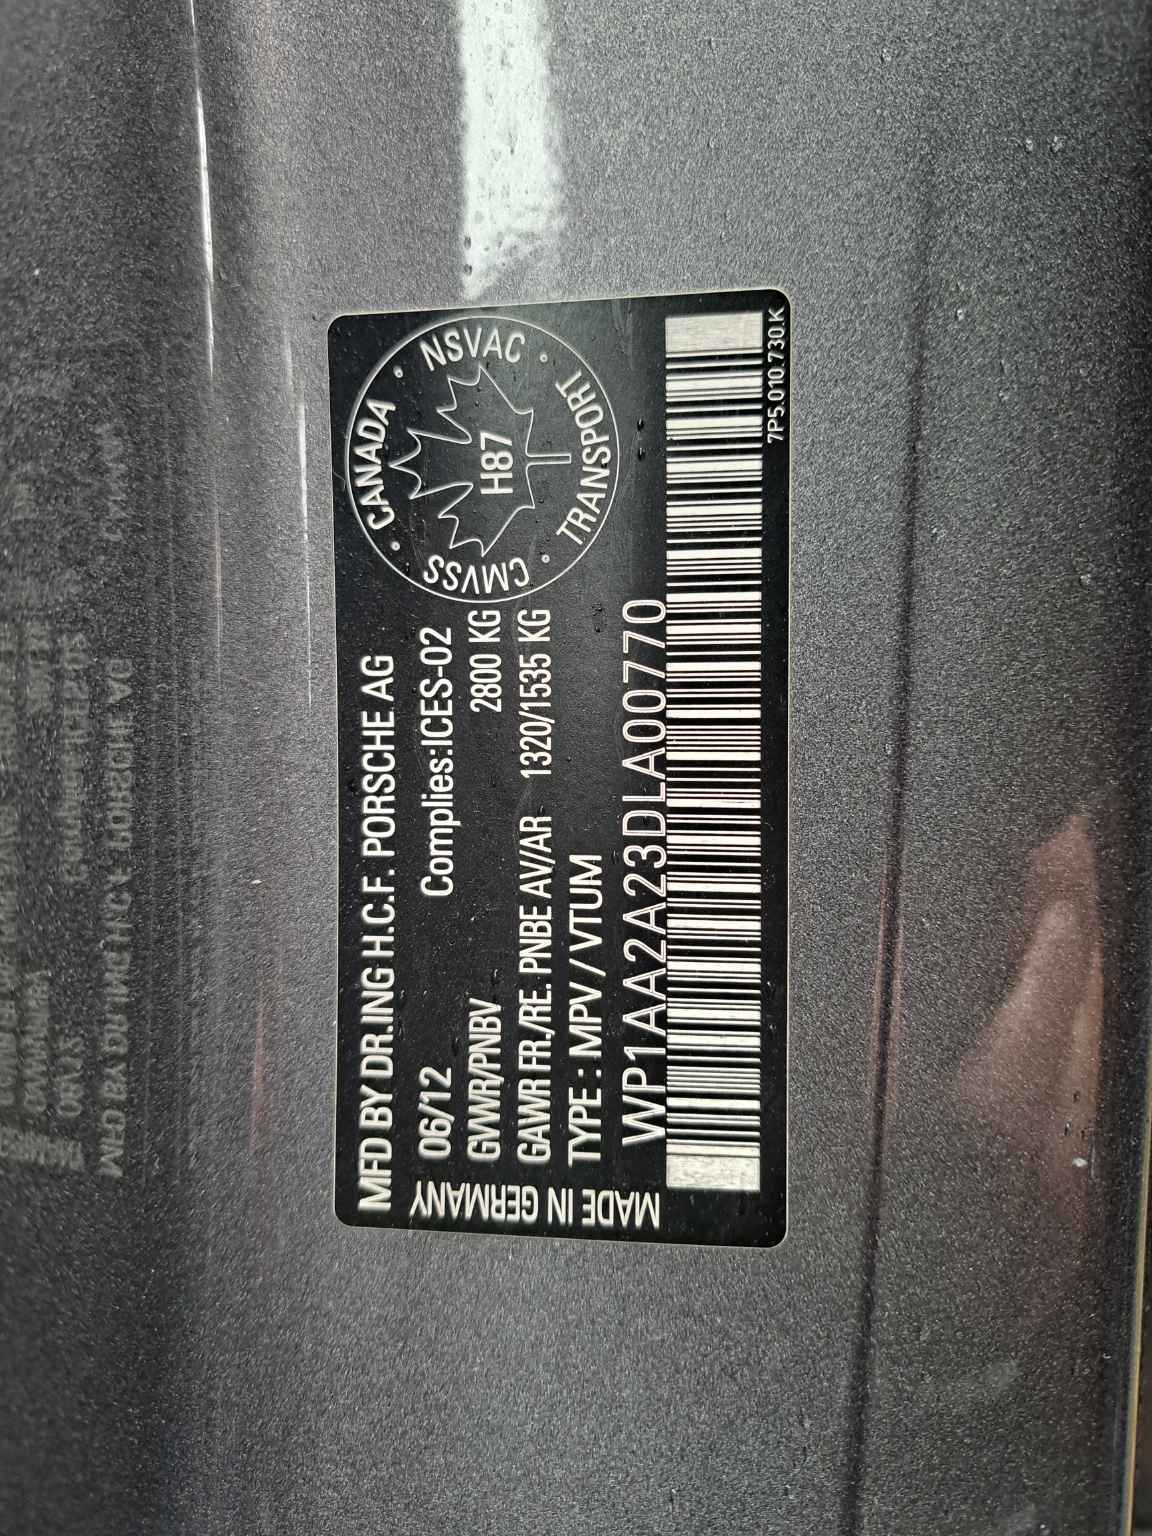 MFD BY DR.ING H.C.F. PORSCHE AG
06/12 Complies:ICES-02
GVWR/PNBV 2800 KG
GAWR FR./RE. PNBE AV/AR 1320/1535 KG
TYPE : MPV / VTUM
WP1AA2A23DLA00770
MADE IN GERMANY
CANADA
NSVAC
TRANSPORT
CMVSS
H87
7P5.010.730.K